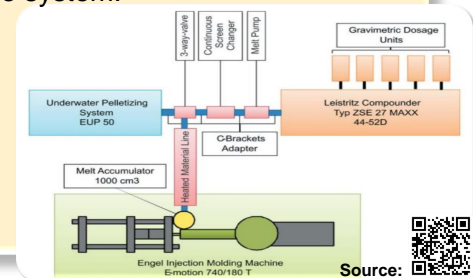 system.
3-way-valve
Continuous
Screen
Changer
Melt Pump
Gravimetric Dosage
Units
Underwater Pelletizing
System
EUP 50
Leistritz Compounder
Typ ZSE 27 MAXX
44-52D
C-Brackets
Adapter
Heated Material Line
Melt Accumulator
1000 cm3
Engel Injection Molding Machine
E-motion 740/180 T
Source: